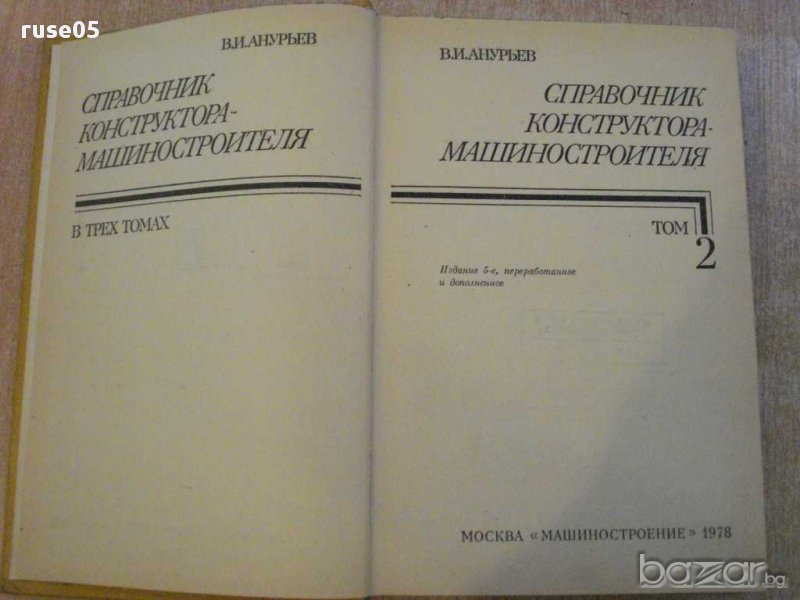 ruse05
В.И.АНУРЬЕВ
СПРАВОЧНИК
КОНСТРУКТОРА-
МАШИНОСТРОИТЕЛЯ
В ТРЕХ ТОМАХ
В.И.АНУРЬЕВ
СПРАВОЧНИК
КОНСТРУКТОРА-
МАШИНОСТРОИТЕЛЯ
ТОМ 2
Издание 5-е, переработанное
и дополненное
МОСКВА «МАШИНОСТРОЕНИЕ» 1978
bazar.bg